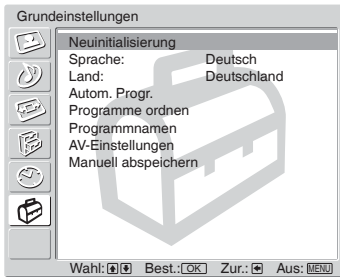 Grundeinstellungen
Neuinitialisierung
Sprache: Deutsch
Land: Deutschland
Autom. Progr.
Programme ordnen
Programmnamen
AV-Einstellungen
Manuell abspeichern
Wahl: Best.: OK Zur.: Aus: MENU